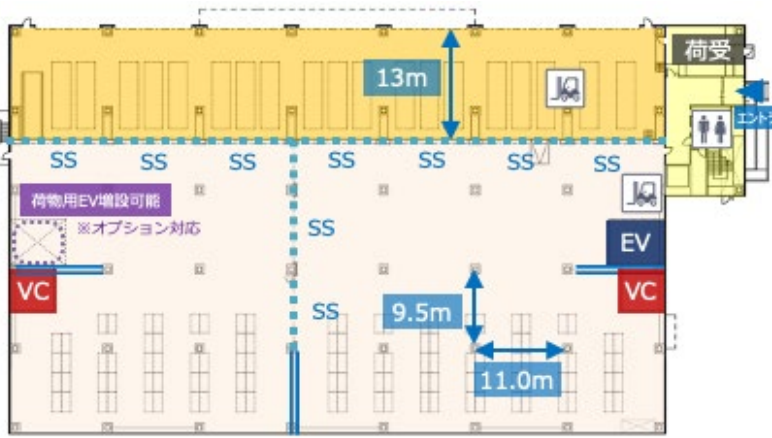 荷受
13m
エントラ
SS SS SS SS SS SS SS
荷物用EV増設可能
※オプション対応
SS
EV
VC
VC
SS
9.5m
11.0m